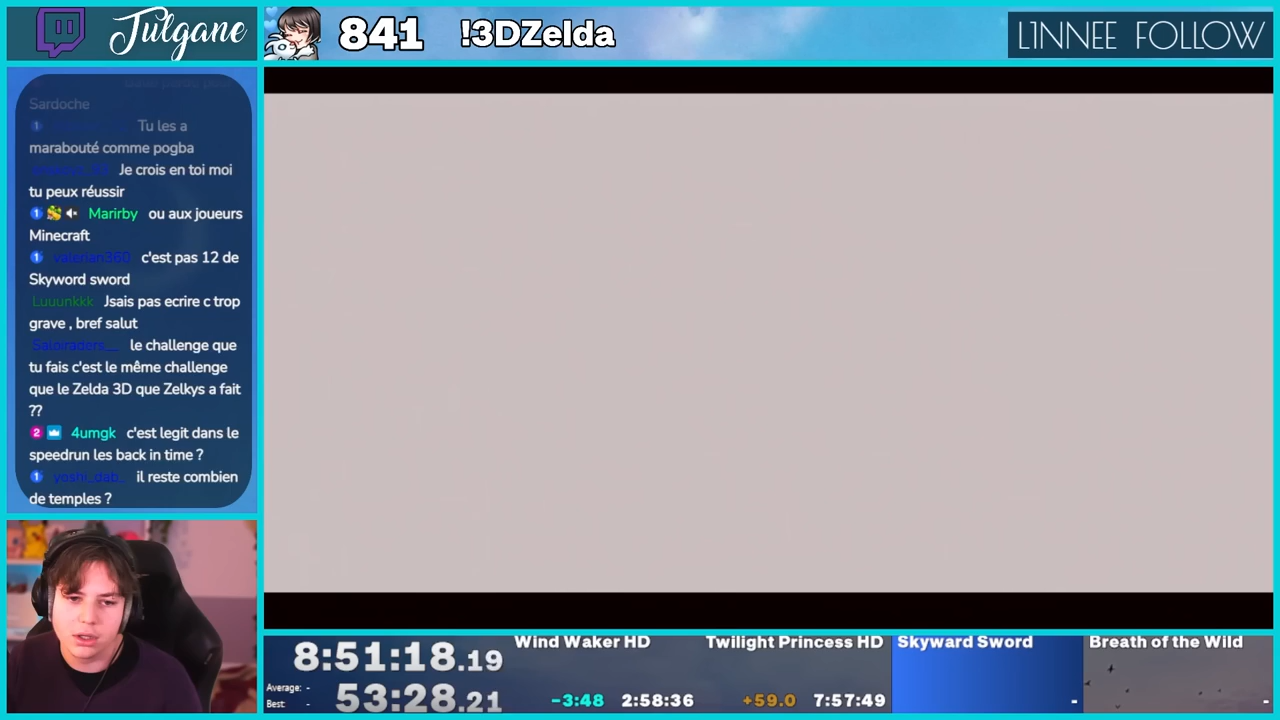 Julgane
841
!3DZelda
L1NNEE FOLLOW
Sardoche
Tu les a
marabouté comme pogba
Je crois en toi moi
tu peux réussir
Marirby ou aux joueurs
Minecraft
valerian360 c'est pas 12 de
Skyword sword
Luuunkkk Jsais pas ecrire c trop
grave , bref salut
le challenge que
tu fais c'est le même challenge
que le Zelda 3D que Zelkys a fait
??
2 4umgk c'est legit dans le
speedrun les back in time ?
yoshi_dab_ il reste combien
de temples ?
8:51:18.19
Average: -
Best: -
53:28.21
Wind Waker HD
-3:48 2:58:36
Twilight Princess HD
+59.0 7:57:49
Skyward Sword
-
Breath of the Wild
-